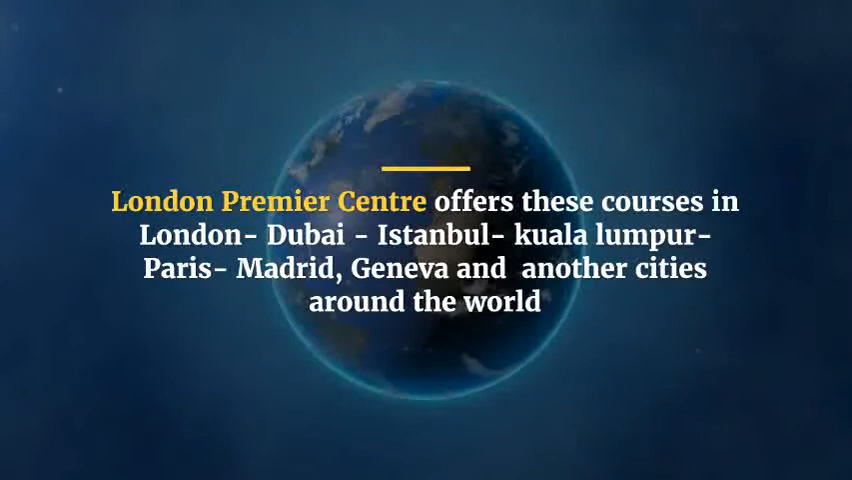 London Premier Centre offers these courses in
London- Dubai - Istanbul- kuala lumpur-
Paris- Madrid, Geneva and  another cities
around the world